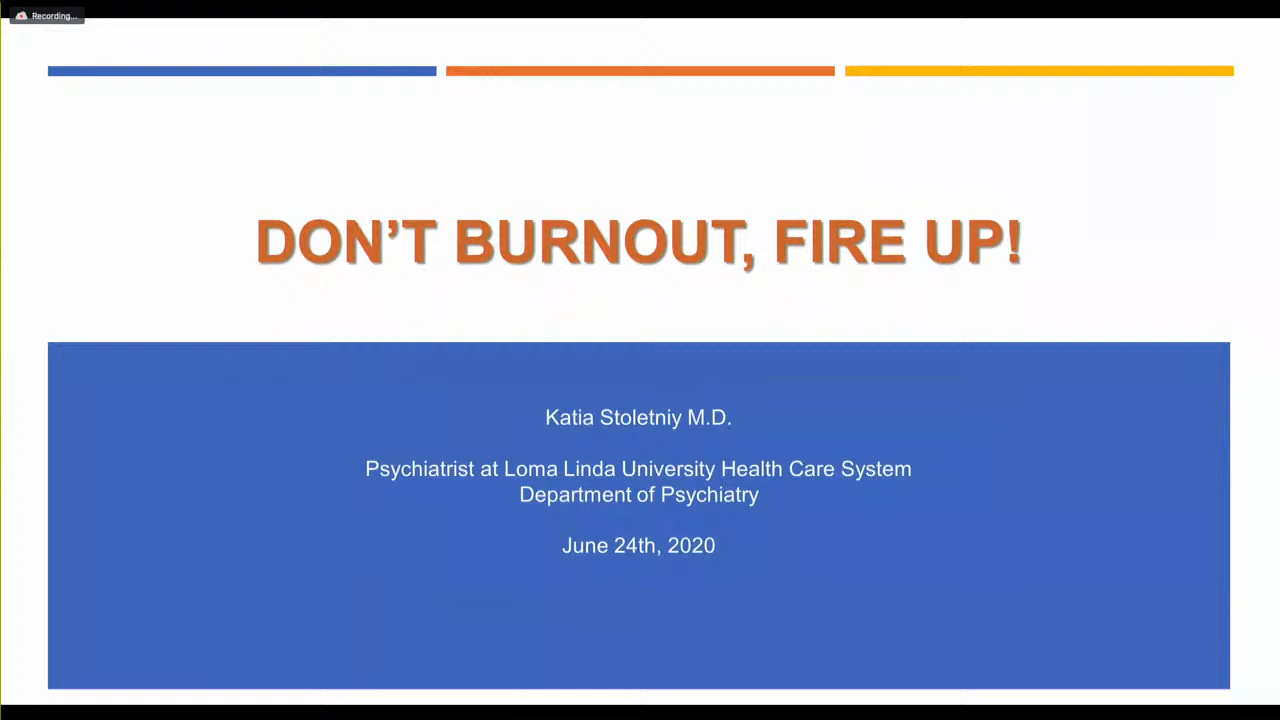 Recording...
DON’T BURNOUT, FIRE UP!
Katia Stoletniy M.D.
Psychiatrist at Loma Linda University Health Care System
Department of Psychiatry
June 24th, 2020